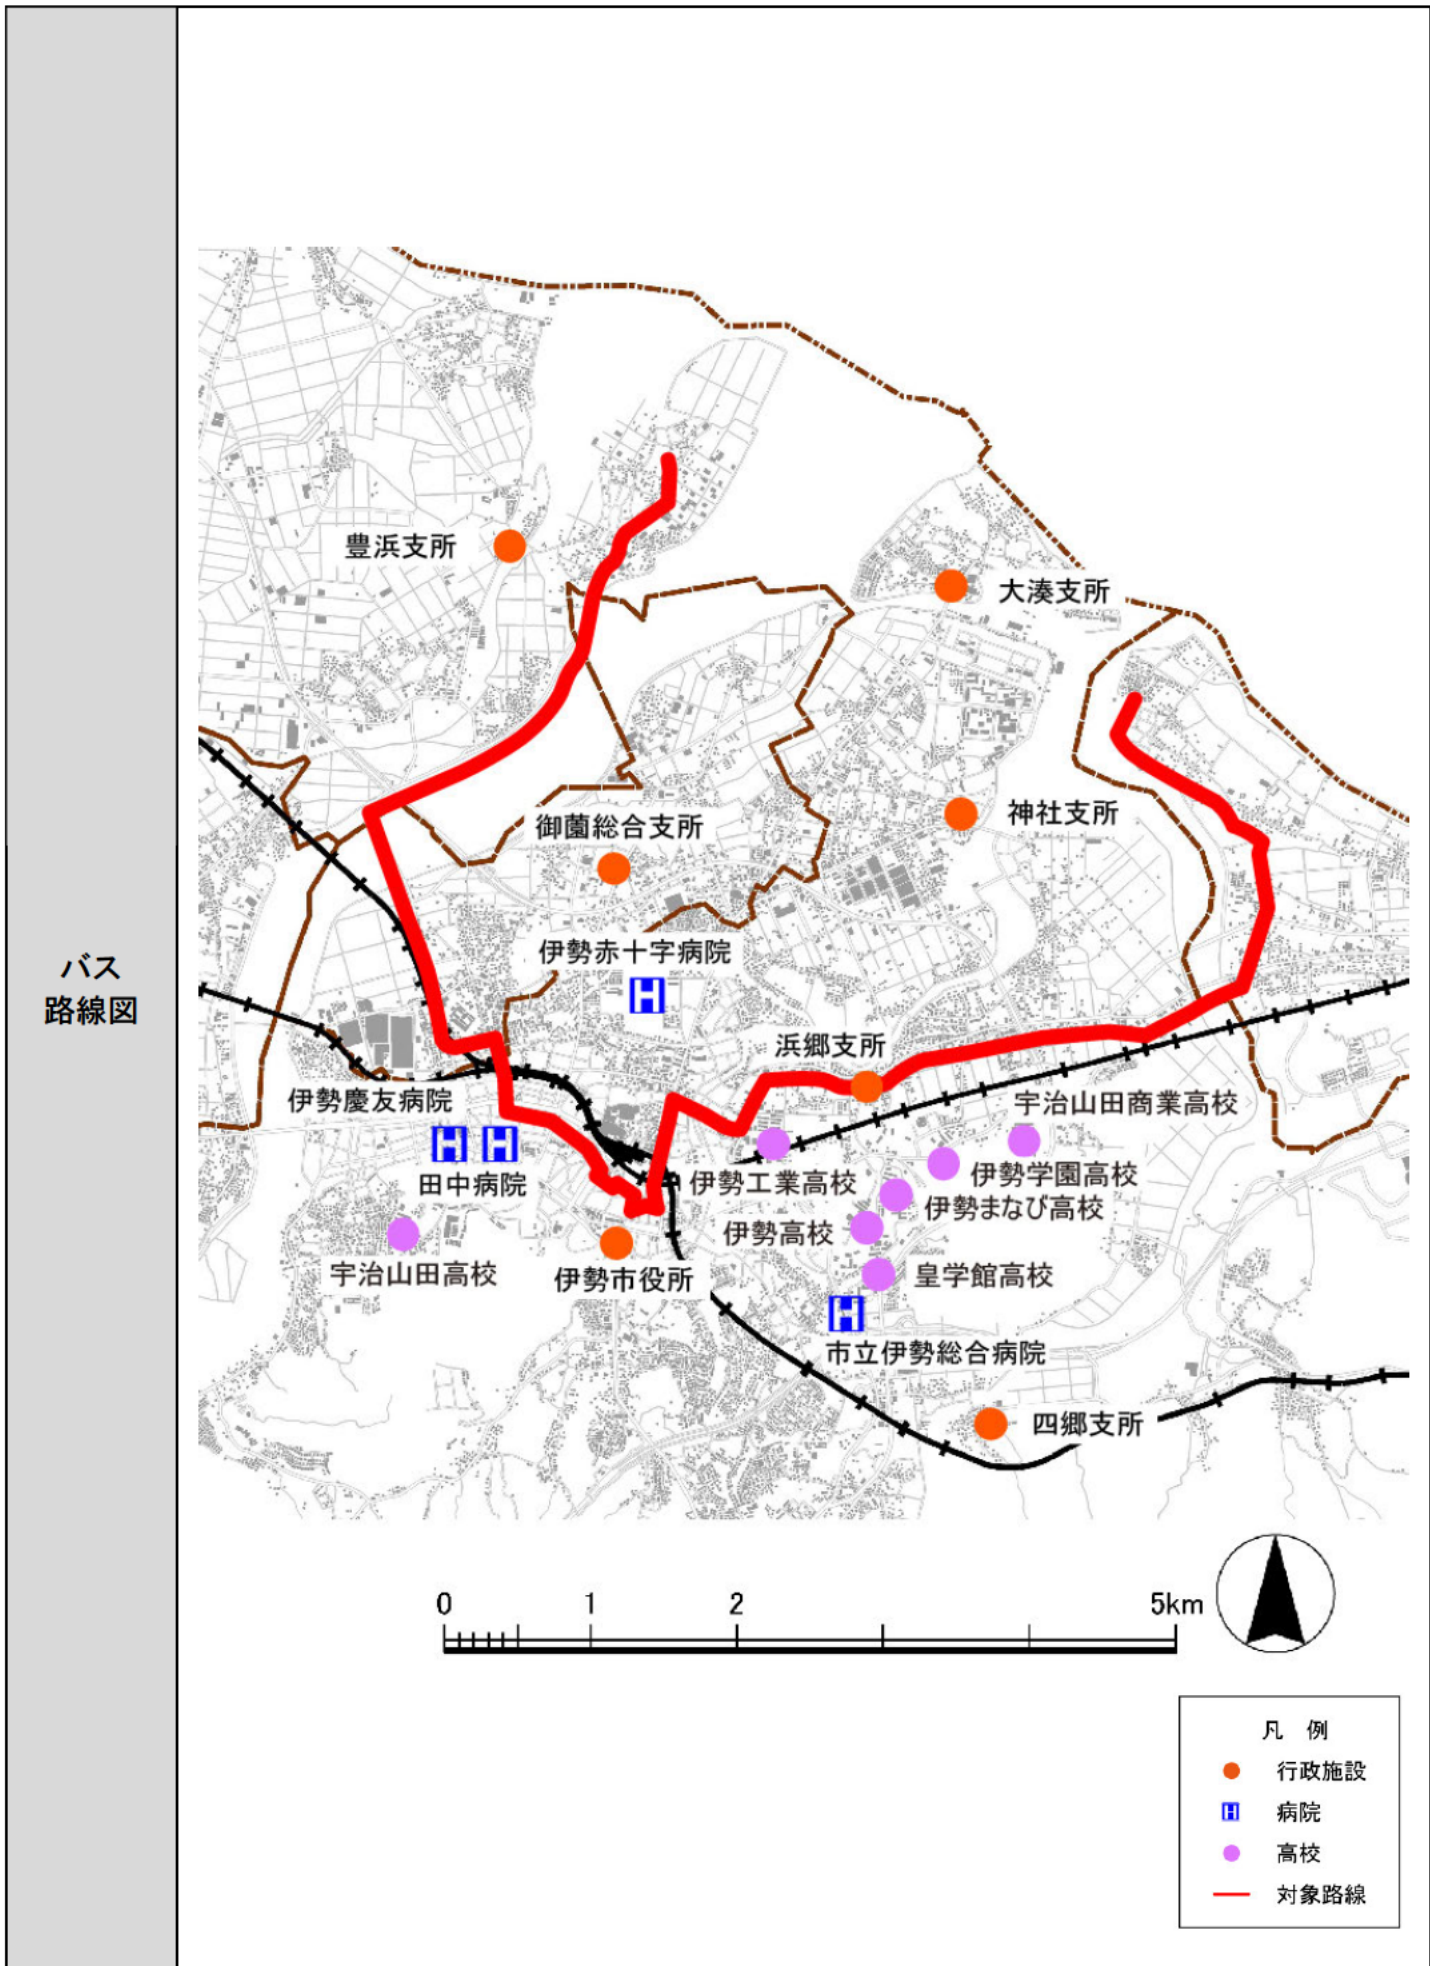 バス
路線図
豊浜支所
大湊支所
神社支所
御薗総合支所
伊勢赤十字病院
浜郷支所
伊勢慶友病院
宇治山田商業高校
田中病院
伊勢工業高校
伊勢学園高校
伊勢まなび高校
伊勢高校
宇治山田高校
伊勢市役所
皇学館高校
市立伊勢総合病院
四郷支所
0 1 2 5km
凡 例
行政施設
病院
高校
対象路線